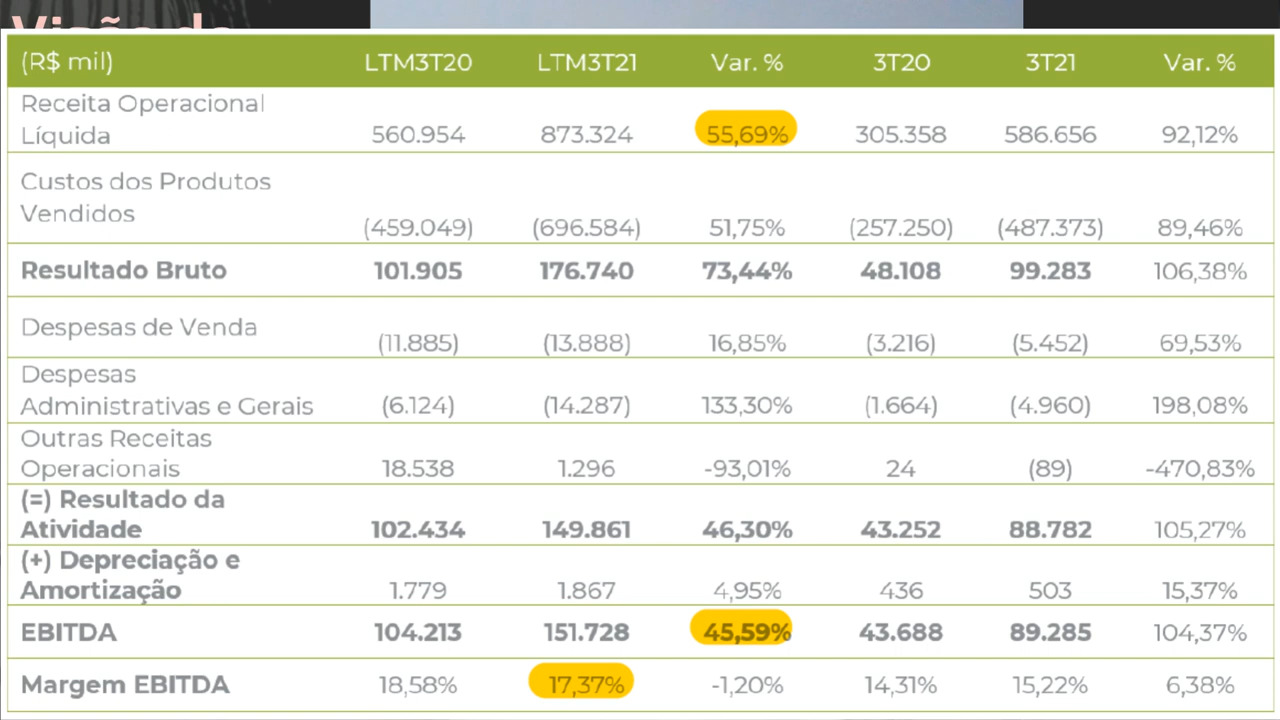 (R$ mil) LTM3T20 LTM3T21 Var. % 3T20 3T21 Var. %
Receita Operacional
Líquida 560.954 873.324 55,69% 305.358 586.656 92,12%
Custos dos Produtos
Vendidos (459.049) (696.584) 51,75% (257.250) (487.373) 89,46%
Resultado Bruto 101.905 176.740 73,44% 48.108 99.283 106,38%
Despesas de Venda (11.885) (13.888) 16,85% (3.216) (5.452) 69,53%
Despesas
Administrativas e Gerais (6.124) (14.287) 133,30% (1.664) (4.960) 198,08%
Outras Receitas
Operacionais 18.538 1.296 -93,01% 24 (89) -470,83%
(=) Resultado da
Atividade 102.434 149.861 46,30% 43.252 88.782 105,27%
(+) Depreciação e
Amortização 1.779 1.867 4,95% 436 503 15,37%
EBITDA 104.213 151.728 45,59% 43.688 89.285 104,37%
Margem EBITDA 18,58% 17,37% -1,20% 14,31% 15,22% 6,38%